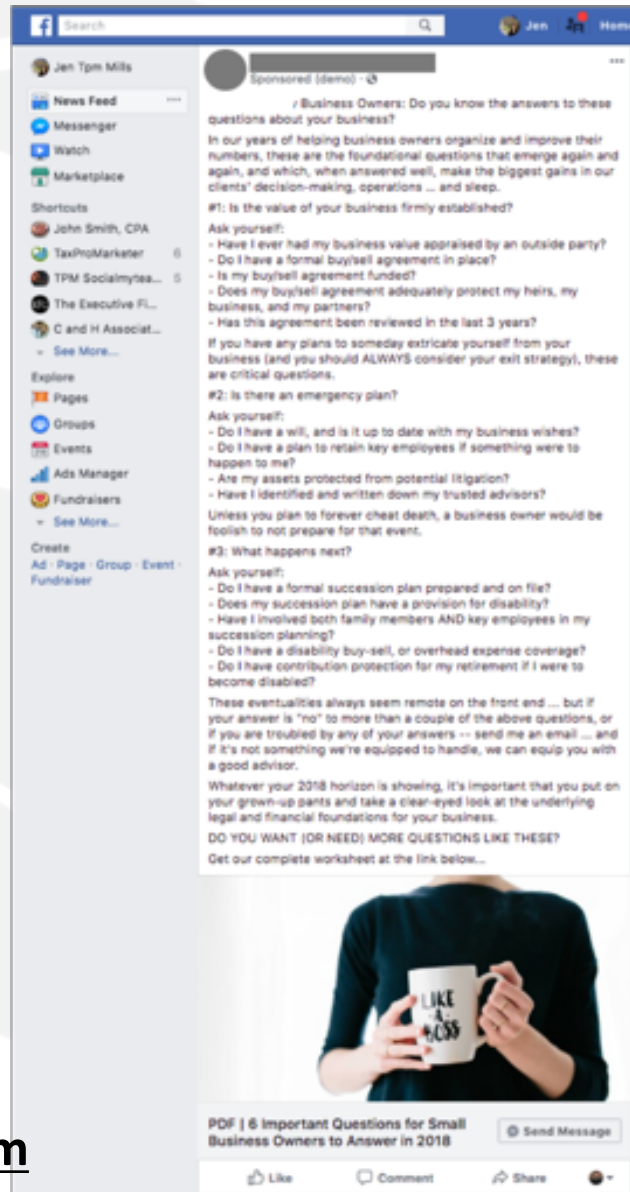 Search
Jen
Home
Jen Tpm Mills
News Feed
Messenger
Watch
Marketplace
Shortcuts
John Smith, CPA
TaxProMarketer 6
TPM Socialmytea... 5
The Executive Fi...
C and H Associat...
See More...
Explore
Pages
Groups
Events
Ads Manager
Fundraisers
See More...
Create
Ad · Page · Group · Event ·
Fundraiser
Sponsored (demo) ·
Business Owners: Do you know the answers to these
questions about your business?
In our years of helping business owners organize and improve their
numbers, these are the foundational questions that emerge again and
again, and which, when answered well, make the biggest gains in our
clients' decision-making, operations ... and sleep.
#1: Is the value of your business firmly established?
Ask yourself:
- Have I ever had my business value appraised by an outside party?
- Do I have a formal buy/sell agreement in place?
- Is my buy/sell agreement funded?
- Does my buy/sell agreement adequately protect my heirs, my
business, and my partners?
- Has this agreement been reviewed in the last 3 years?
If you have any plans to someday extricate yourself from your
business (and you should ALWAYS consider your exit strategy), these
are critical questions.
#2: Is there an emergency plan?
Ask yourself:
- Do I have a will, and is it up to date with my business wishes?
- Do I have a plan to retain key employees if something were to
happen to me?
- Are my assets protected from potential litigation?
- Have I identified and written down my trusted advisors?
Unless you plan to forever cheat death, a business owner would be
foolish to not prepare for that event.
#3: What happens next?
Ask yourself:
- Do I have a formal succession plan prepared and on file?
- Does my succession plan have a provision for disability?
- Have I involved both family members AND key employees in my
succession planning?
- Do I have a disability buy-sell, or overhead expense coverage?
- Do I have contribution protection for my retirement if I were to
become disabled?
These eventualities always seem remote on the front end ... but if
your answer is "no" to more than a couple of the above questions, or
if you are troubled by any of your answers -- send me an email ... and
if it's not something we're equipped to handle, we can equip you with
a good advisor.
Whatever your 2018 horizon is showing, it's important that you put on
your grown-up pants and take a clear-eyed look at the underlying
legal and financial foundations for your business.
DO YOU WANT (OR NEED) MORE QUESTIONS LIKE THESE?
Get our complete worksheet at the link below...
LIKE
·A·
BOSS
PDF | 6 Important Questions for Small
Business Owners to Answer in 2018
Send Message
m
Like
Comment
Share